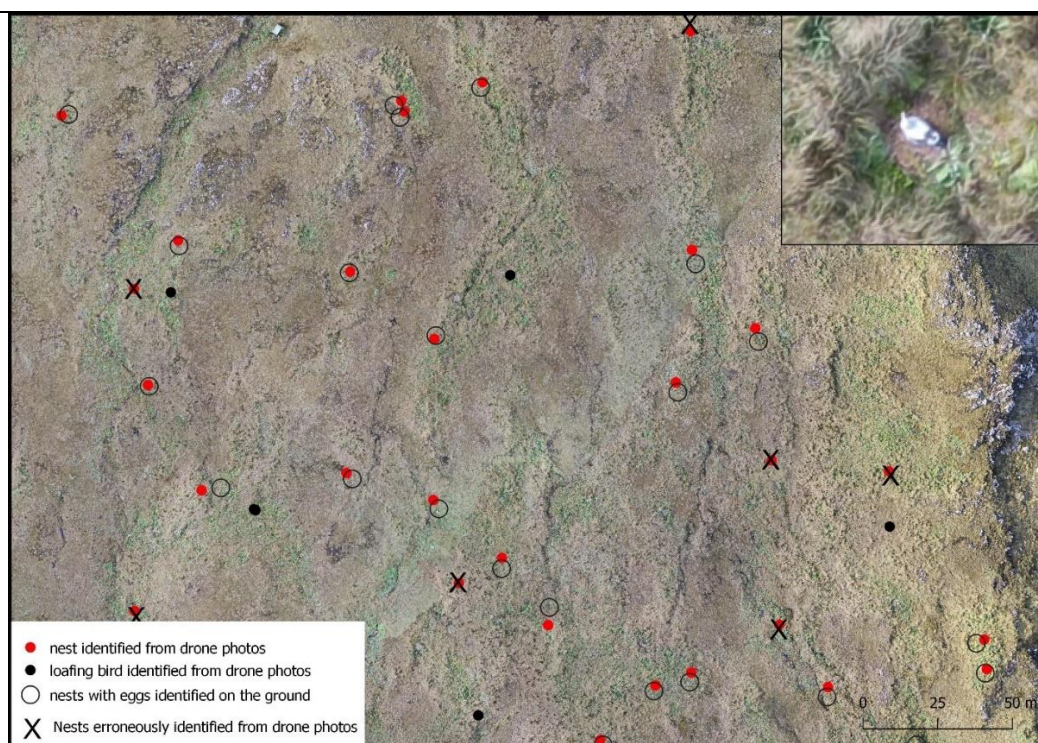 nest identified from drone photos
loafing bird identified from drone photos
nests with eggs identified on the ground
Nests erroneously identified from drone photos
0 25 50 m